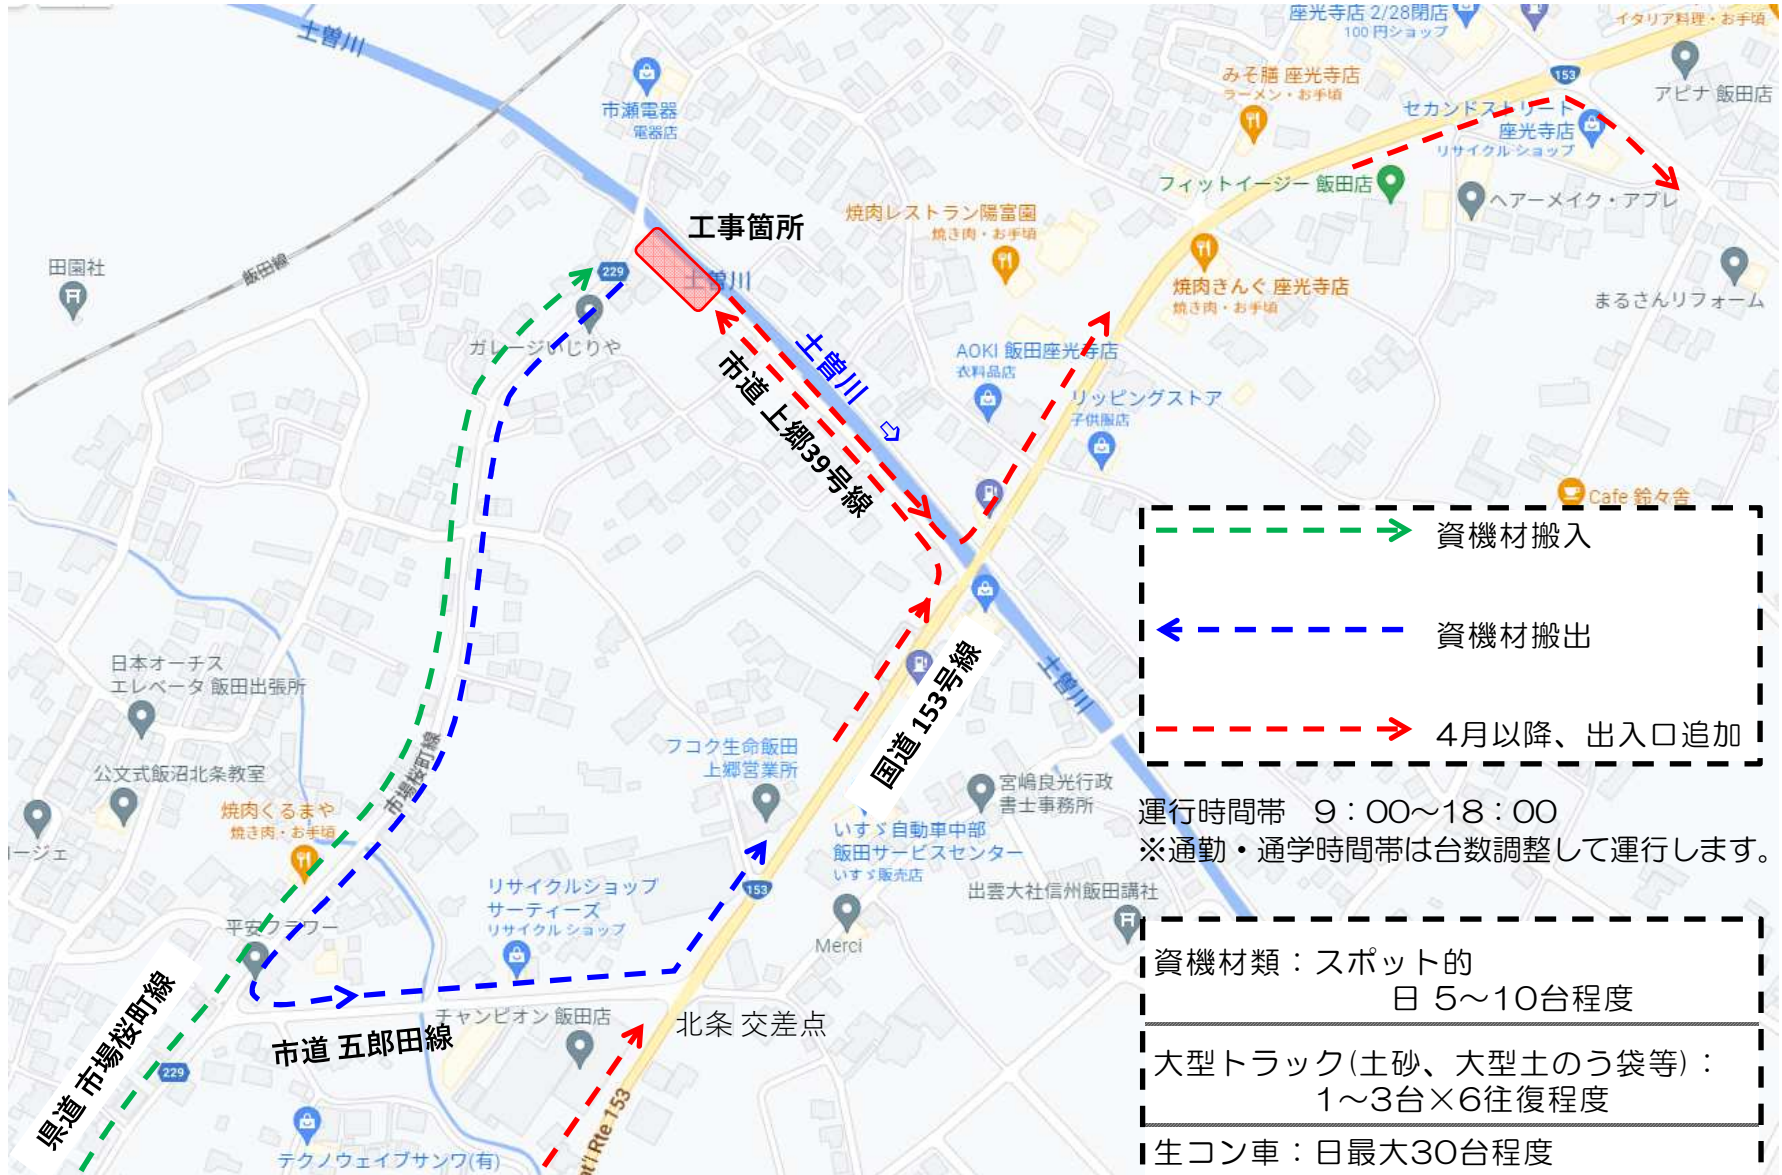 土曽川
座光寺店 2/28閉店
100 円ショップ
イタリア料理・お手頃
153
アピナ 飯田店
みそ膳 座光寺店
ラーメン・お手頃
セカンドストリート
座光寺店
リサイクル ショップ
市瀬電器
電器店
フィットイージー 飯田店
ヘアーメイク・アプレ
焼肉レストラン陽富園
焼き肉・お手頃
工事箇所
田園社
飯田線
229
土曽川
焼肉きんぐ 座光寺店
焼き肉・お手頃
まるさんリフォーム
ガレージいじりや
土曽川
AOKI 飯田座光寺店
衣料品店
市道 上郷39号線
リッピングストア
子供服店
Cafe 鈴々舎
資機材搬入
資機材搬出
4月以降、出入口追加
日本オーチス
エレベータ 飯田出張所
国道 153号線
土曽川
フコク生命飯田
上郷営業所
市場桜町線
公文式飯沼北条教室
宮嶋良光行政
書士事務所
焼肉くるまや
焼き肉・お手頃
ージェ
いすゞ自動車中部
飯田サービスセンター
いすゞ販売店
運行時間帯 9：00～18：00
※通勤・通学時間帯は台数調整して運行します。
リサイクルショップ
サーティーズ
リサイクル ショップ
153
出雲大社信州飯田講社
平安フラワー
Merci
資機材類：スポット的
日 5～10台程度
県道 市場桜町線
チャンピオン 飯田店
北条 交差点
市道 五郎田線
229
大型トラック(土砂、大型土のう袋等)：
1～3台×6往復程度
t'l Rte 153
テクノウェイブサンワ(有)
生コン車：日最大30台程度